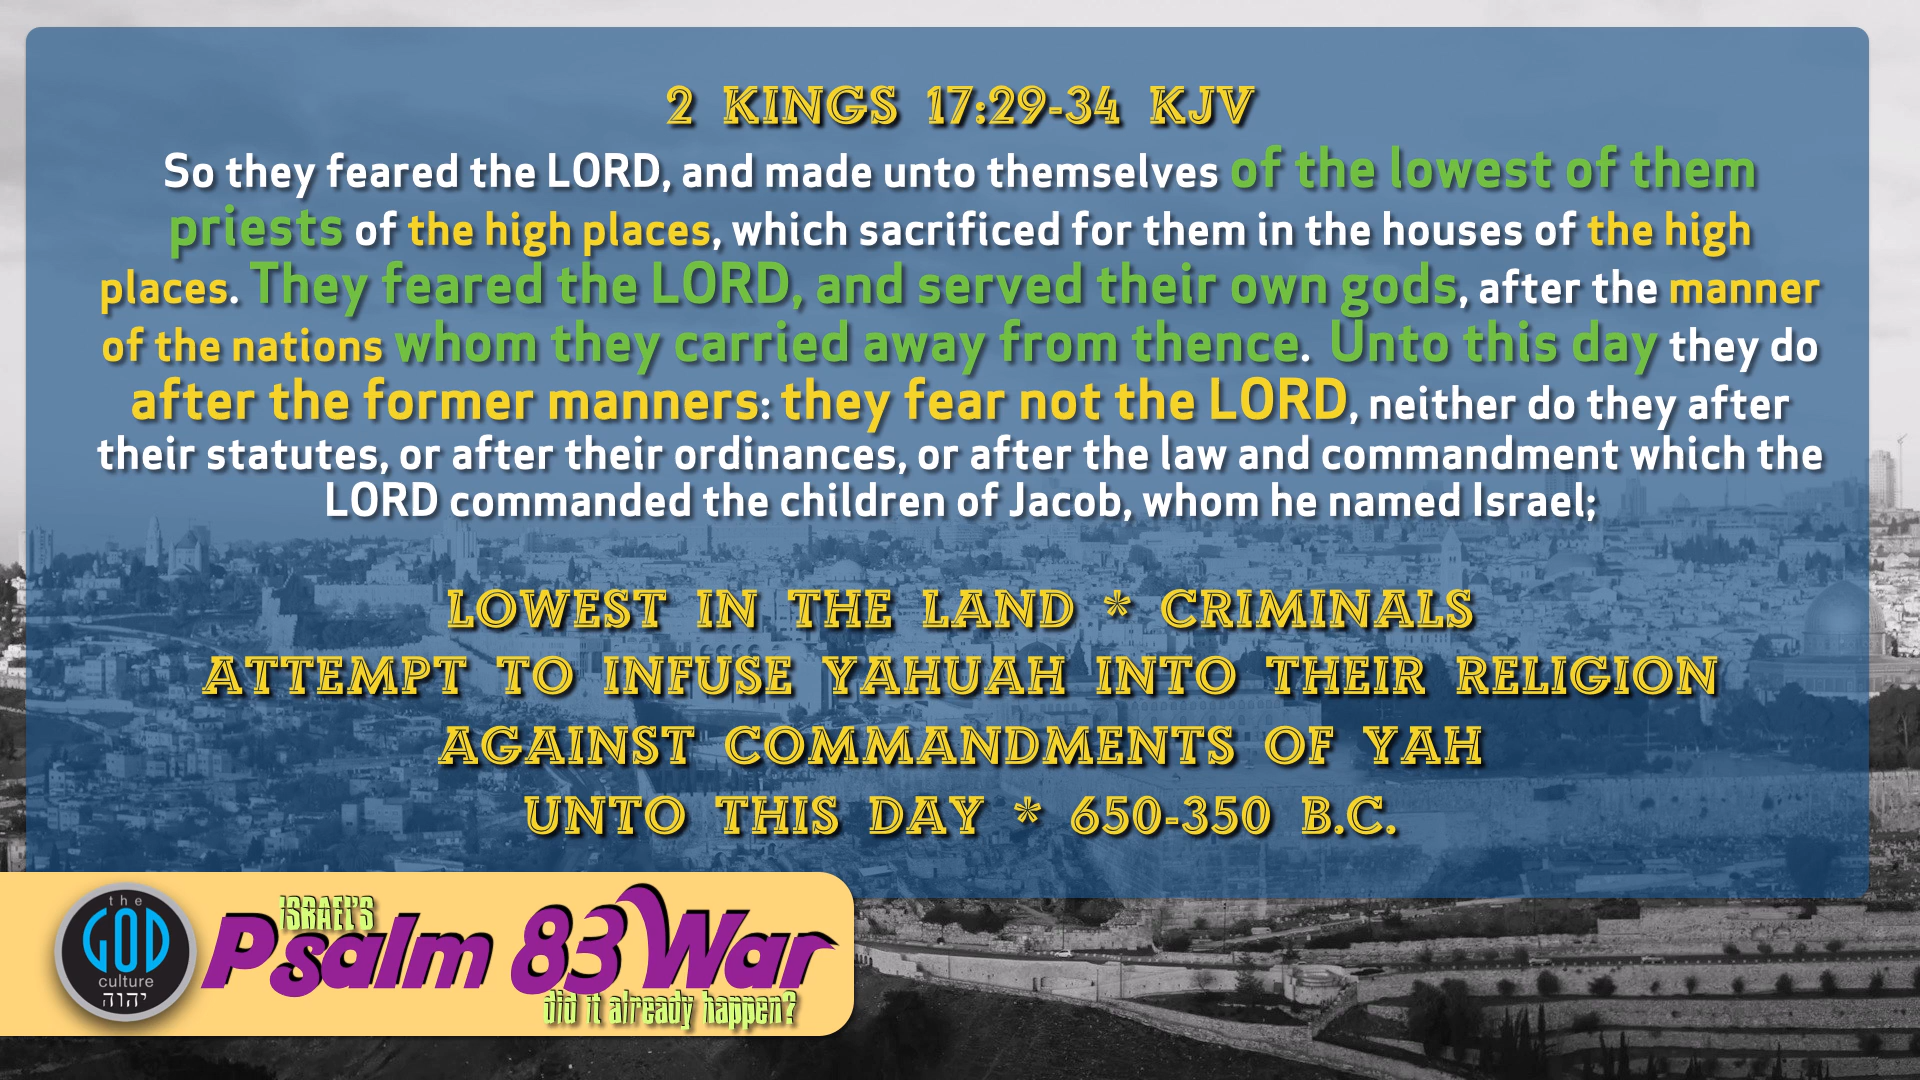 2 KINGS 17:29-34 KJV
So they feared the LORD, and made unto themselves of the lowest of them
priests of the high places, which sacrificed for them in the houses of the high
places. They feared the LORD, and served their own gods, after the manner
of the nations whom they carried away from thence. Unto this day they do
after the former manners: they fear not the LORD, neither do they after
their statutes, or after their ordinances, or after the law and commandment which the
LORD commanded the children of Jacob, whom he named Israel;
LOWEST IN THE LAND * CRIMINALS
ATTEMPT TO INFUSE YAHUAH INTO THEIR RELIGION
AGAINST COMMANDMENTS OF YAH
UNTO THIS DAY * 650-350 B.C.
the
GOD
culture
יהוה
ISRAEL'S
Psalm 83 War
did it already happen?